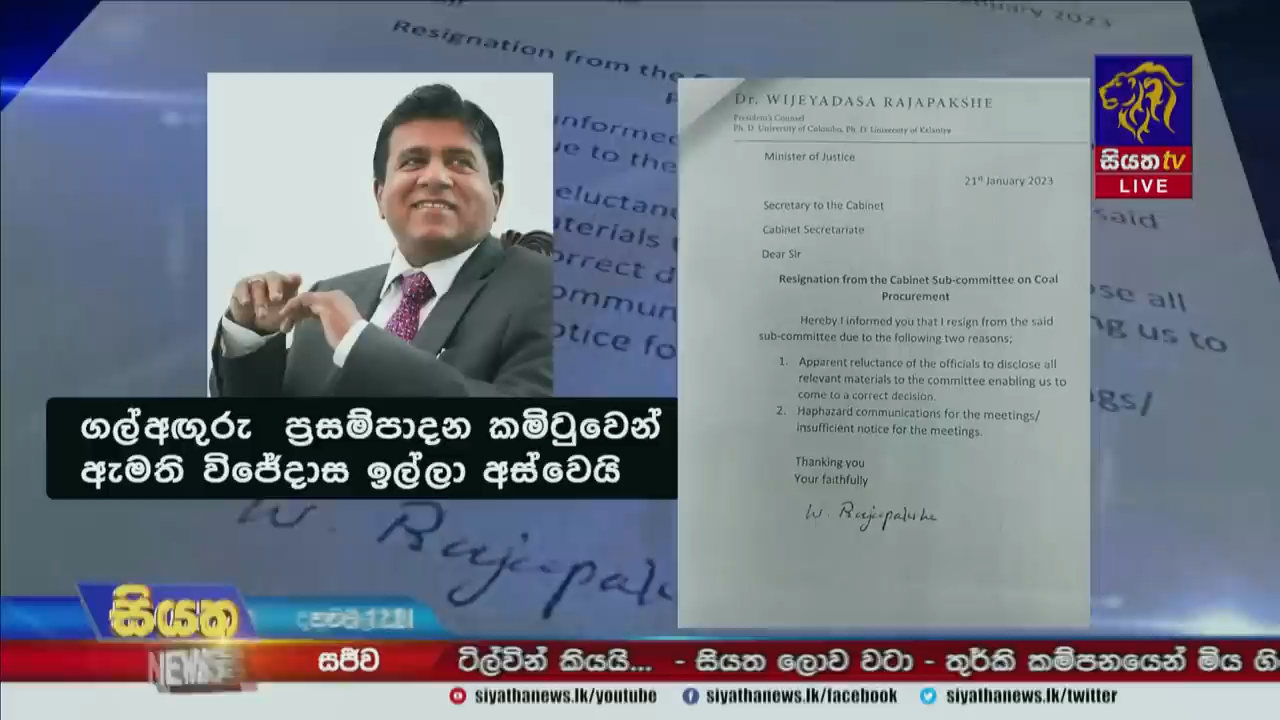 Resignation from the
nuary 2023
සියත tv
LIVE
Dr. WIJEYADASA RAJAPAKSHE
President's Counsel
Ph. D. University of Colombo, Ph. D. University of Kelaniya
Minister of Justice
21st January 2023
Secretary to the Cabinet
Cabinet Secretariate
Dear Sir
Resignation from the Cabinet Sub-committee on Coal
Procurement
Hereby I informed you that I resign from the said
sub-committee due to the following two reasons;
1. Apparent reluctance of the officials to disclose all
relevant materials to the committee enabling us to
come to a correct decision.
2. Haphazard communications for the meetings/
insufficient notice for the meetings.
Thanking you
Your faithfully
W. Rajapakshe
ගල්අඟුරු ප්‍රසම්පාදන කමිටුවෙන්
ඇමති විජේදාස ඉල්ලා අස්වෙයි
සියත
NEWS
සජීව
ටිල්වින් කියයි... - සියත ලොව වටා - තුර්කි කම්පනයෙන් මිය ගි
siyathanews.lk/youtube
siyathanews.lk/facebook
siyathanews.lk/twitter